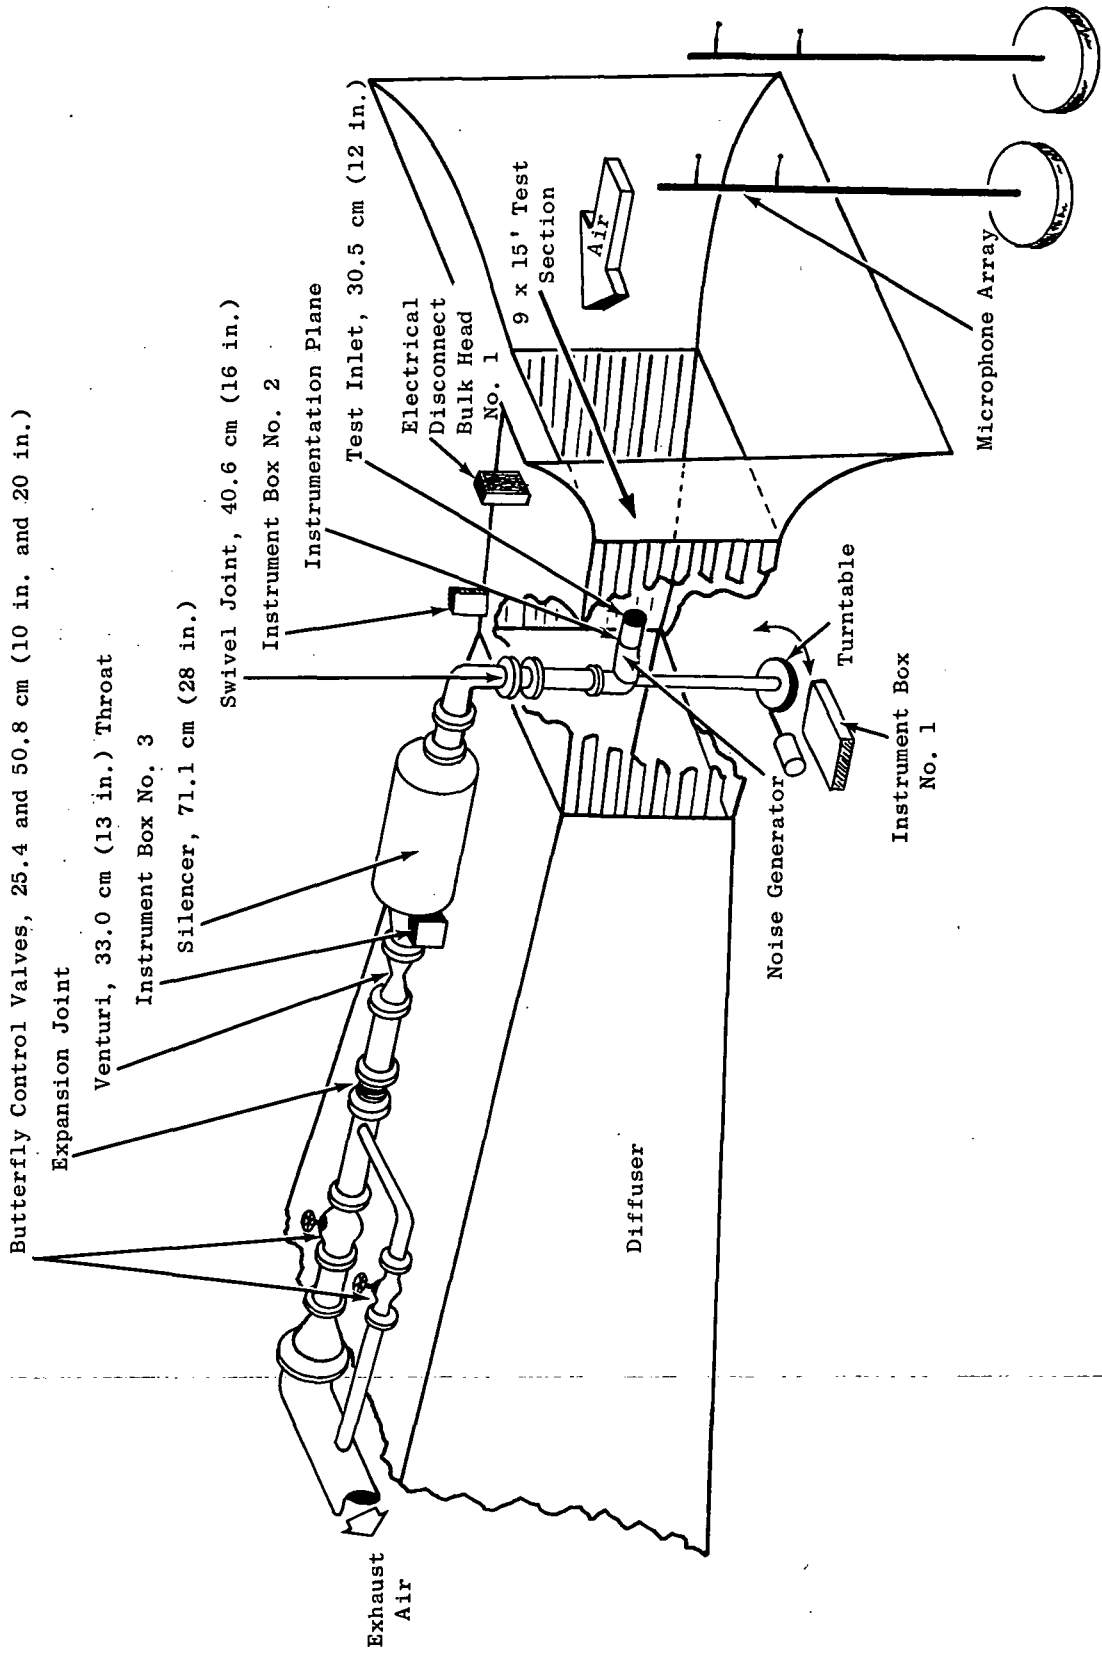 Butterfly Control Valves, 25.4 and 50.8 cm (10 in. and 20 in.)
Expansion Joint
Venturi, 33.0 cm (13 in.) Throat
Instrument Box No. 3
Silencer, 71.1 cm (28 in.)
Swivel Joint, 40.6 cm (16 in.)
Instrument Box No. 2
Instrumentation Plane
Test Inlet, 30.5 cm (12 in.)
Electrical
Disconnect
Bulk Head
No. 1
9 x 15' Test
Section
Air
Exhaust
Air
Diffuser
Noise Generator
Turntable
Instrument Box
No. 1
Microphone Array